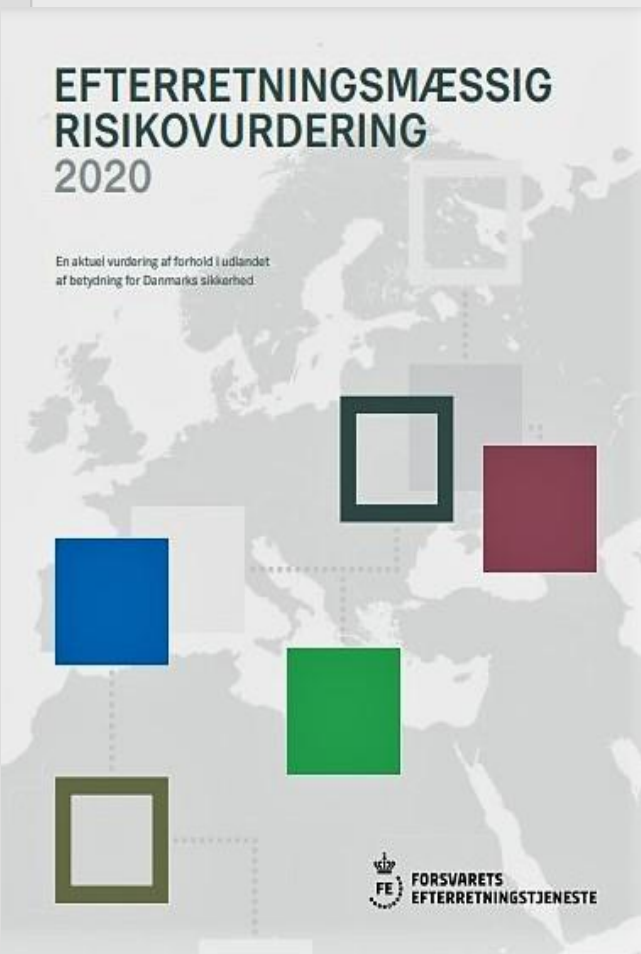 EFTERRETNINGSMÆSSIG
RISIKOVURDERING
2020
En aktuel vurdering af forhold i udlandet
af betydning for Danmarks sikkerhed
FE
FORSVARETS
EFTERRETNINGSTJENESTE